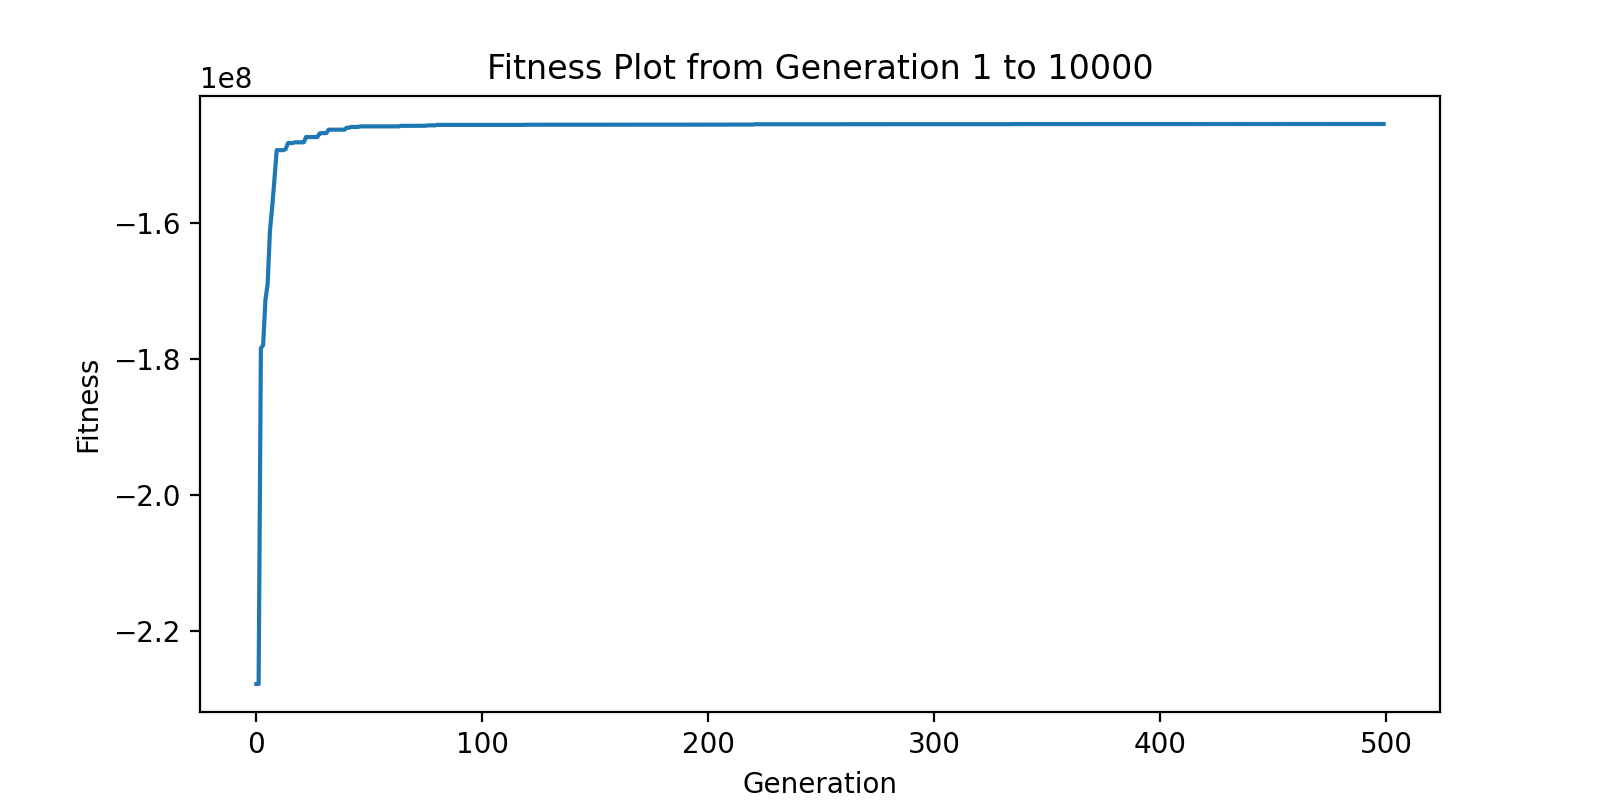 Fitness Plot from Generation 1 to 10000
1e8
−1.6
−1.8
−2.0
−2.2
Fitness
0 100 200 300 400 500
Generation